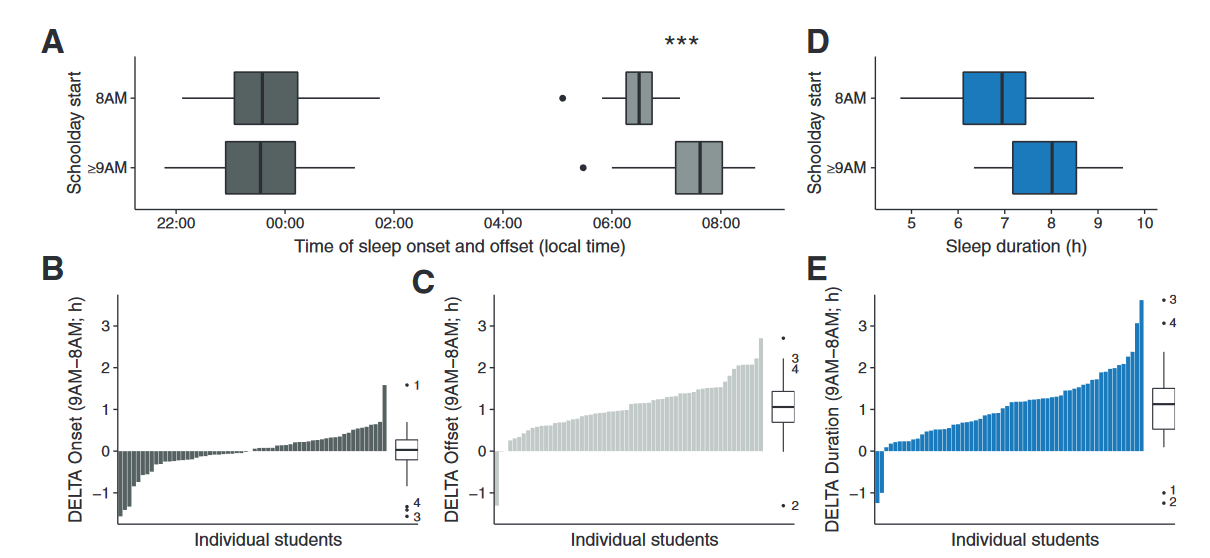 A
***
Schoolday start
8AM
≥9AM
22:00 00:00 02:00 04:00 06:00 08:00
Time of sleep onset and offset (local time)
D
Schoolday start
8AM
≥9AM
5 6 7 8 9 10
Sleep duration (h)
B
DELTA Onset (9AM−8AM; h)
3
2
1
0
−1
1
4
3
Individual students
C
DELTA Offset (9AM−8AM; h)
3
2
1
0
−1
3
4
2
Individual students
E
DELTA Duration (9AM−8AM; h)
3
2
1
0
−1
3
4
1
2
Individual students